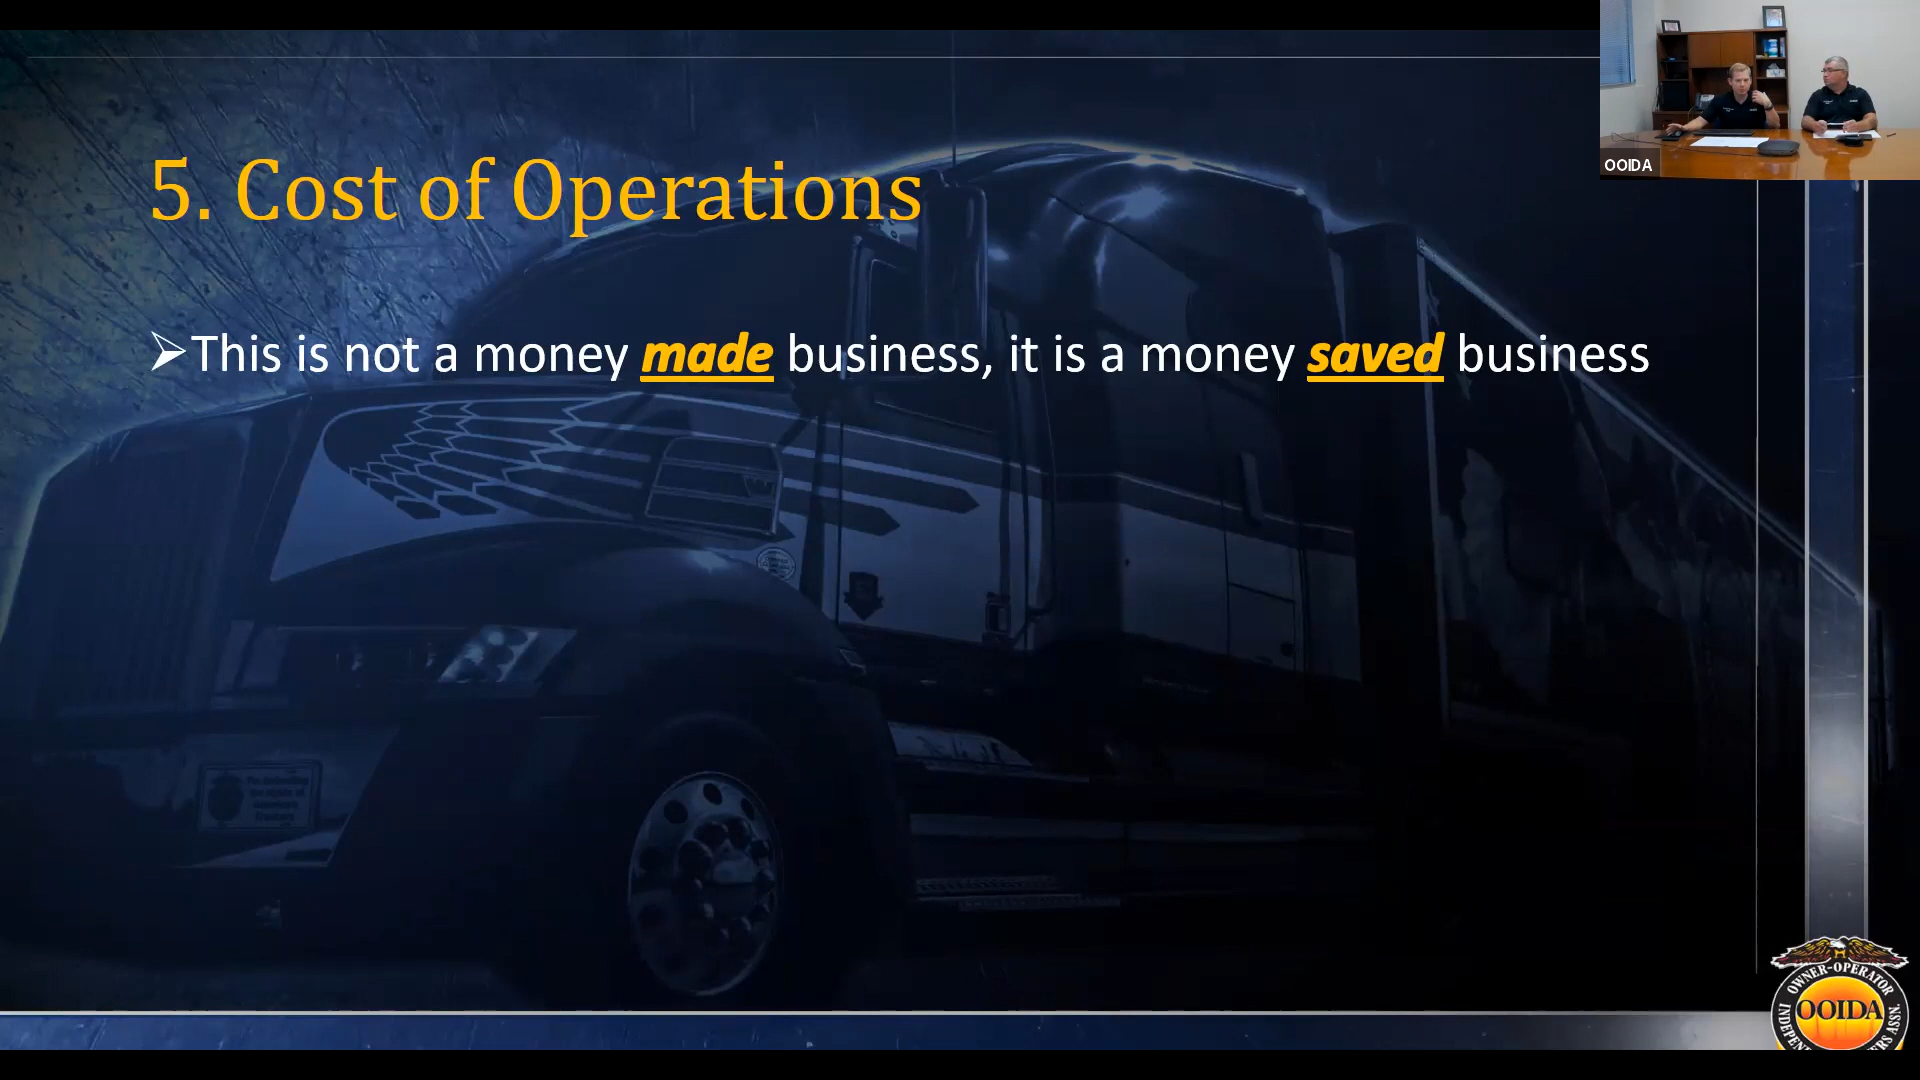 OOIDA
5. Cost of Operations
➢This is not a money made business, it is a money saved business
OWNER-OPERATOR
OOIDA